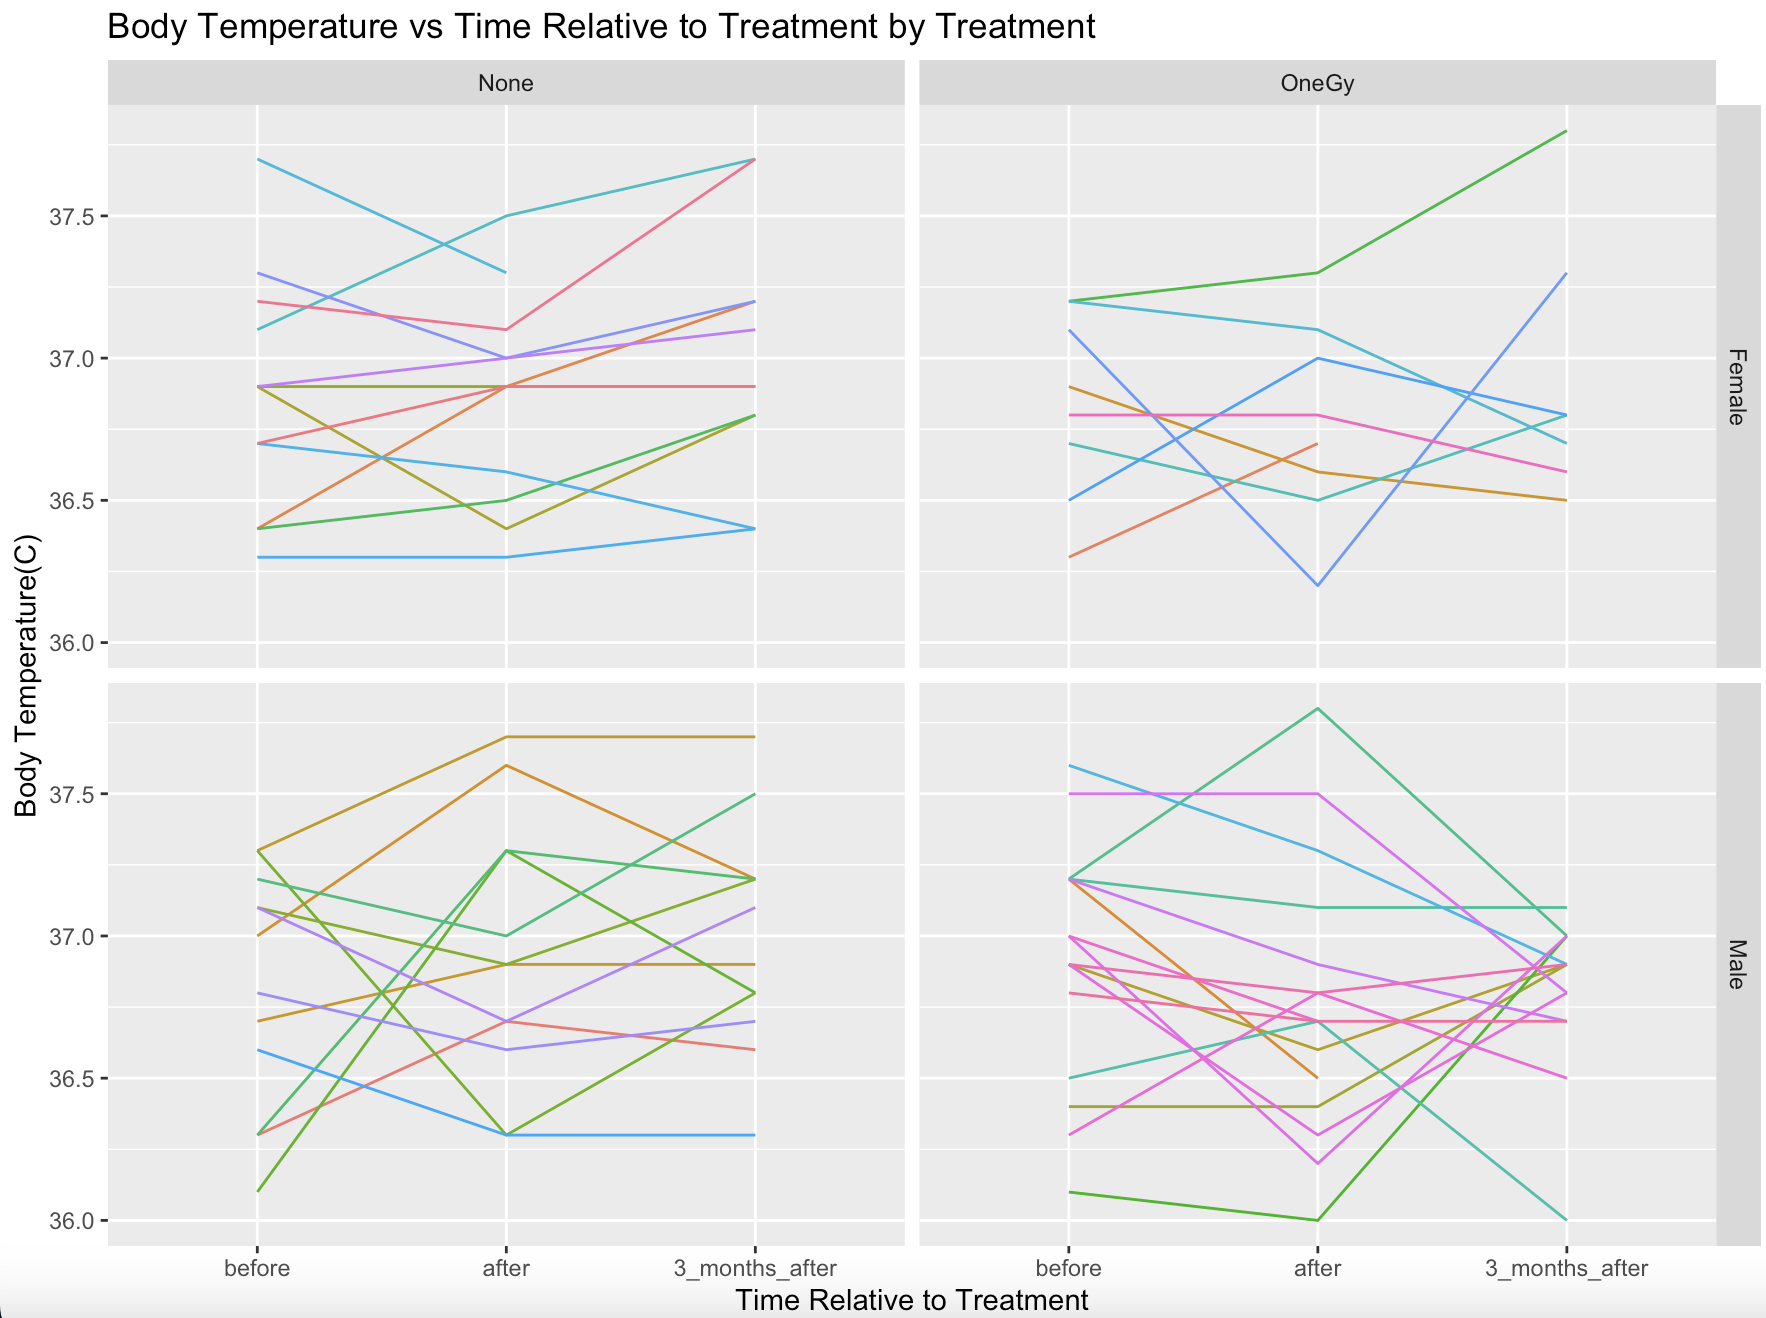 Body Temperature vs Time Relative to Treatment by Treatment
None
OneGy
37.5
37.0
36.5
36.0
Female
Body Temperature(C)
37.5
37.0
36.5
36.0
Male
before
after
3_months_after
before
after
3_months_after
Time Relative to Treatment